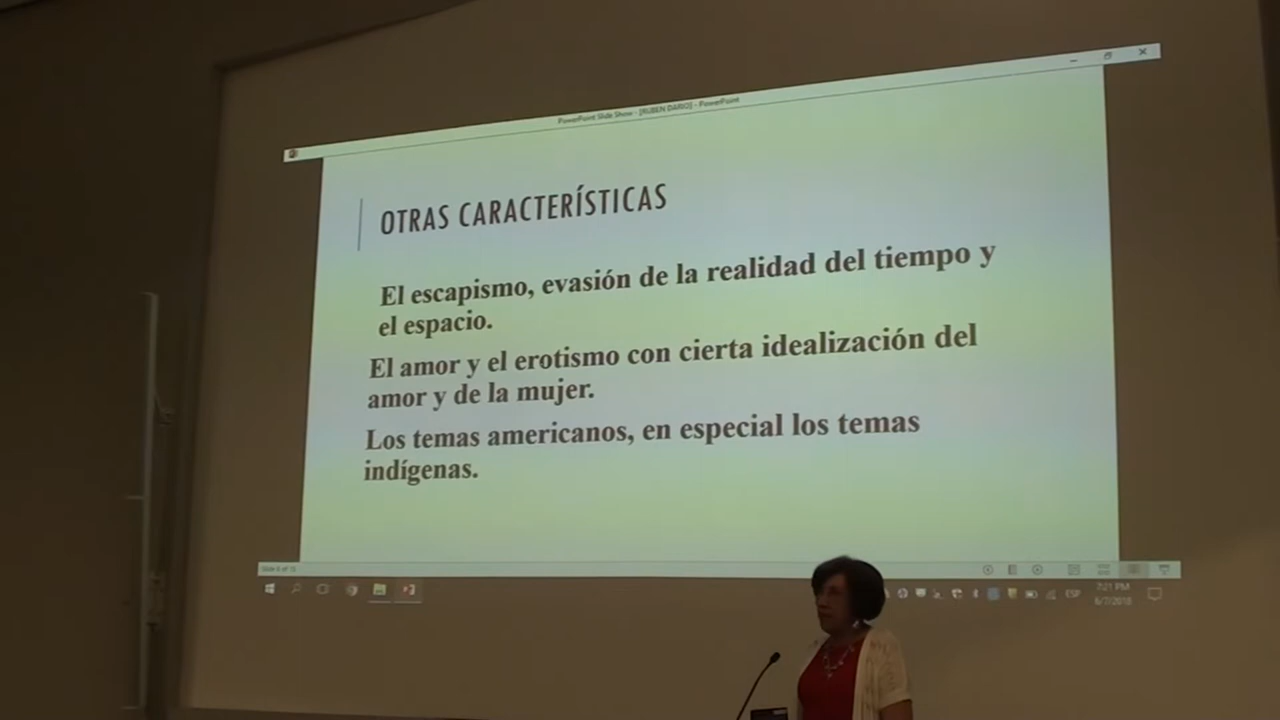 PowerPoint Slide Show - [RUBEN DARIO] - PowerPoint
OTRAS CARACTERÍSTICAS
El escapismo, evasión de la realidad del tiempo y
el espacio.
El amor y el erotismo con cierta idealización del
amor y de la mujer.
Los temas americanos, en especial los temas
indígenas.
ESP
7:21 PM
6/7/2018